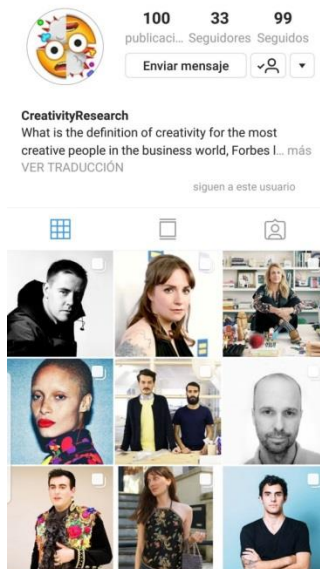 100 33 99
publicaci... Seguidores Seguidos
Enviar mensaje
CreativityResearch
What is the definition of creativity for the most
creative people in the business world, Forbes l... más
VER TRADUCCIÓN
siguen a este usuario